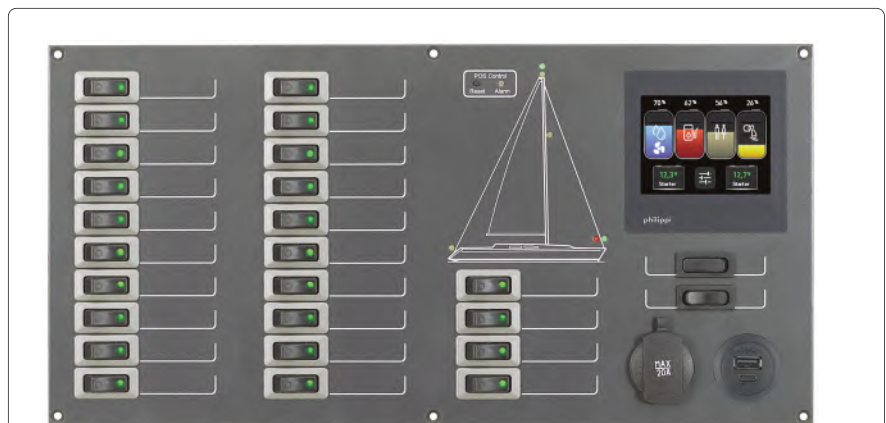 POS Control
Reset Alarm
70% 62% 56% 26%
12,3V 12,7V
Starter Starter
philippi
MAX
20A